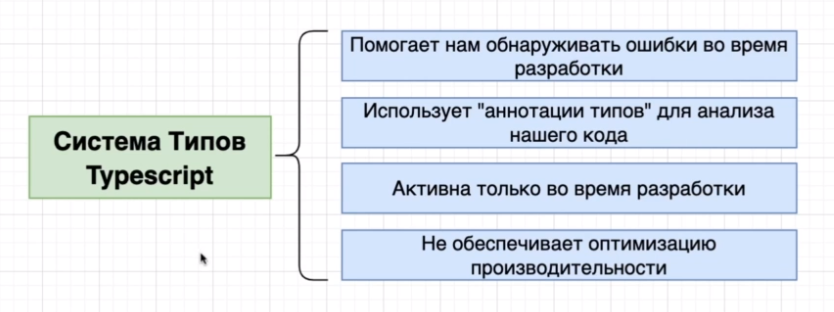 Система Типов
Typescript
Помогает нам обнаруживать ошибки во время
разработки
Использует "аннотации типов" для анализа
нашего кода
Активна только во время разработки
Не обеспечивает оптимизацию
производительности